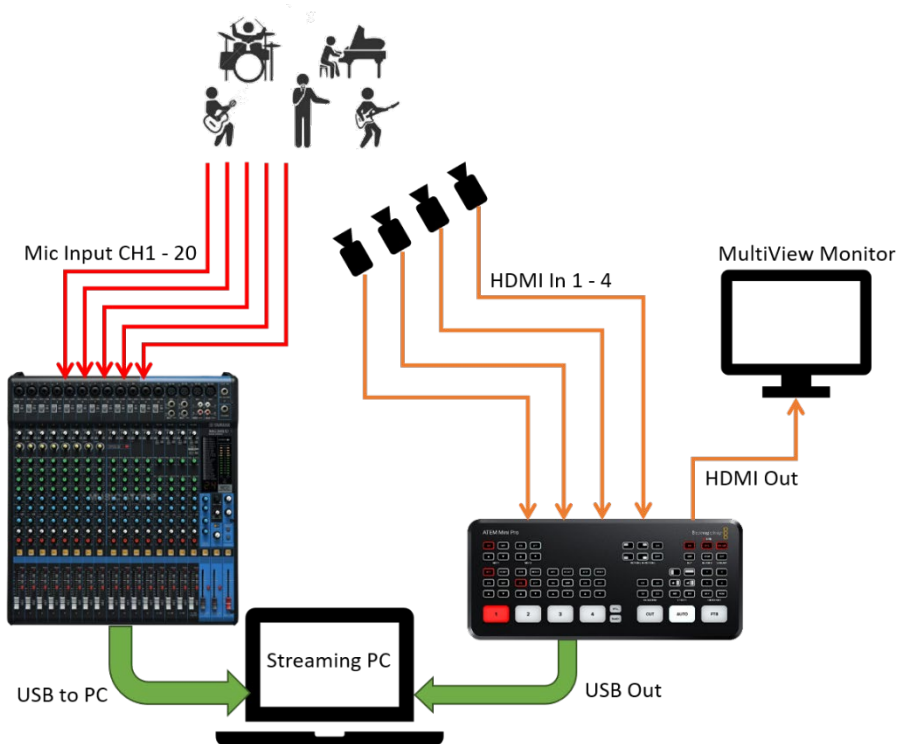 Mic Input CH1 - 20
HDMI In 1 - 4
MultiView Monitor
HDMI Out
ATEM Mini Pro
1
2
3
4
CUT
AUTO
FTB
Streaming PC
USB to PC
USB Out